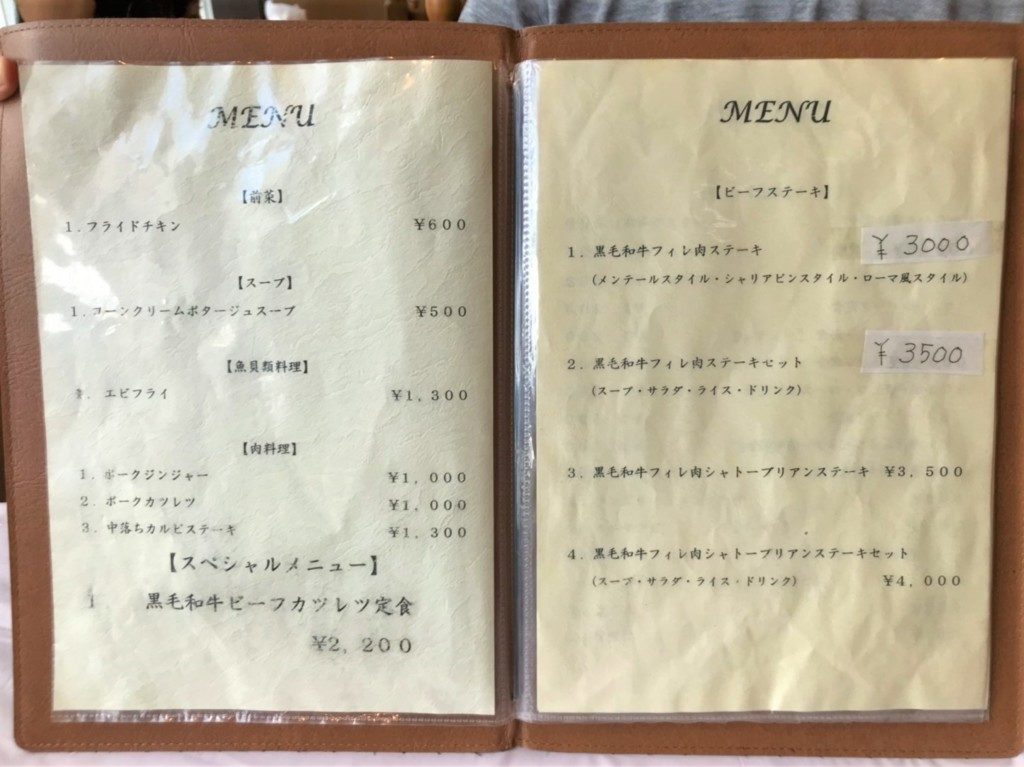 MENU
【前菜】
1.フライドチキン ¥600
【スープ】
1.コーンクリームポタージュスープ ¥500
【魚貝類料理】
エビフライ ¥1,300
【肉料理】
1.ポークジンジャー ¥1,000
2.ポークカツレツ ¥1,000
3.中落ちカルビステーキ ¥1,300
【スペシャルメニュー】
1 黒毛和牛ビーフカツレツ定食
¥2,200
MENU
【ビーフステーキ】
1.黒毛和牛フィレ肉ステーキ ¥3000
(メンテールスタイル・シャリアピンスタイル・ローマ風スタイル)
2.黒毛和牛フィレ肉ステーキセット ¥3500
(スープ・サラダ・ライス・ドリンク)
3.黒毛和牛フィレ肉シャトーブリアンステーキ ¥3,500
4.黒毛和牛フィレ肉シャトーブリアンステーキセット
(スープ・サラダ・ライス・ドリンク) ¥4,000